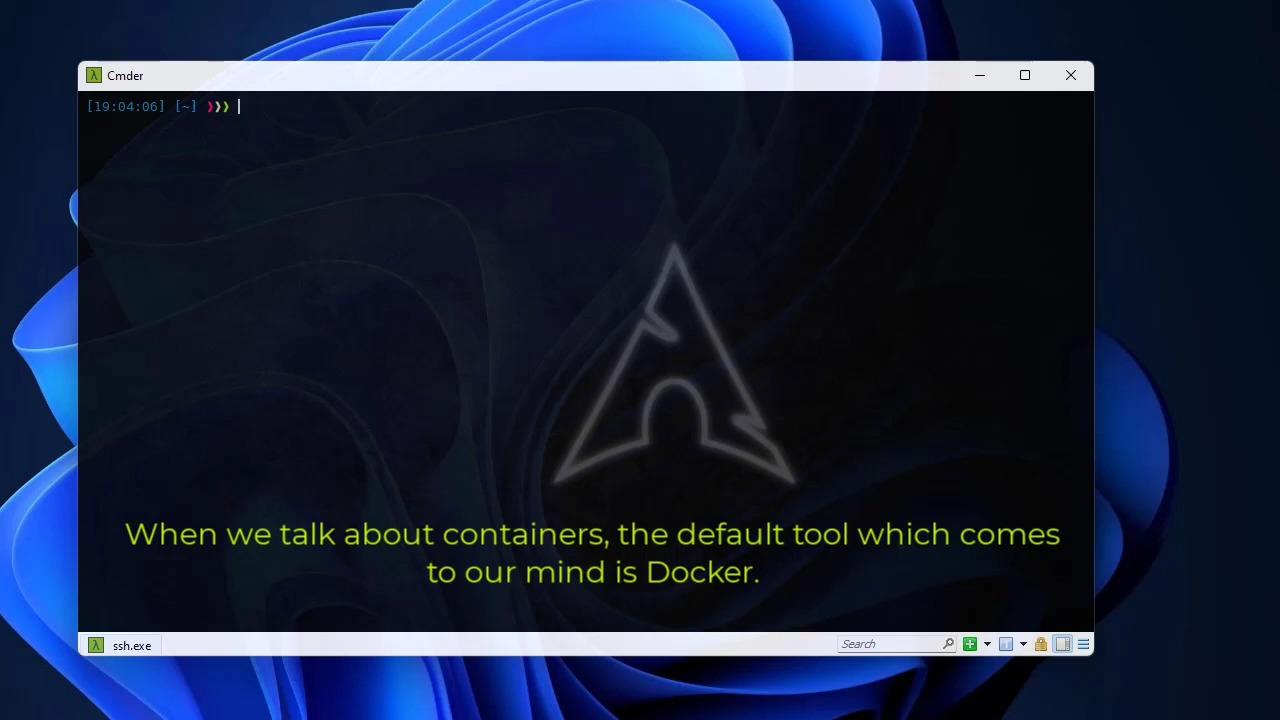 Cmder
[19:04:06] [~] ❯❯❯
When we talk about containers, the default tool which comes
to our mind is Docker.
ssh.exe
Search